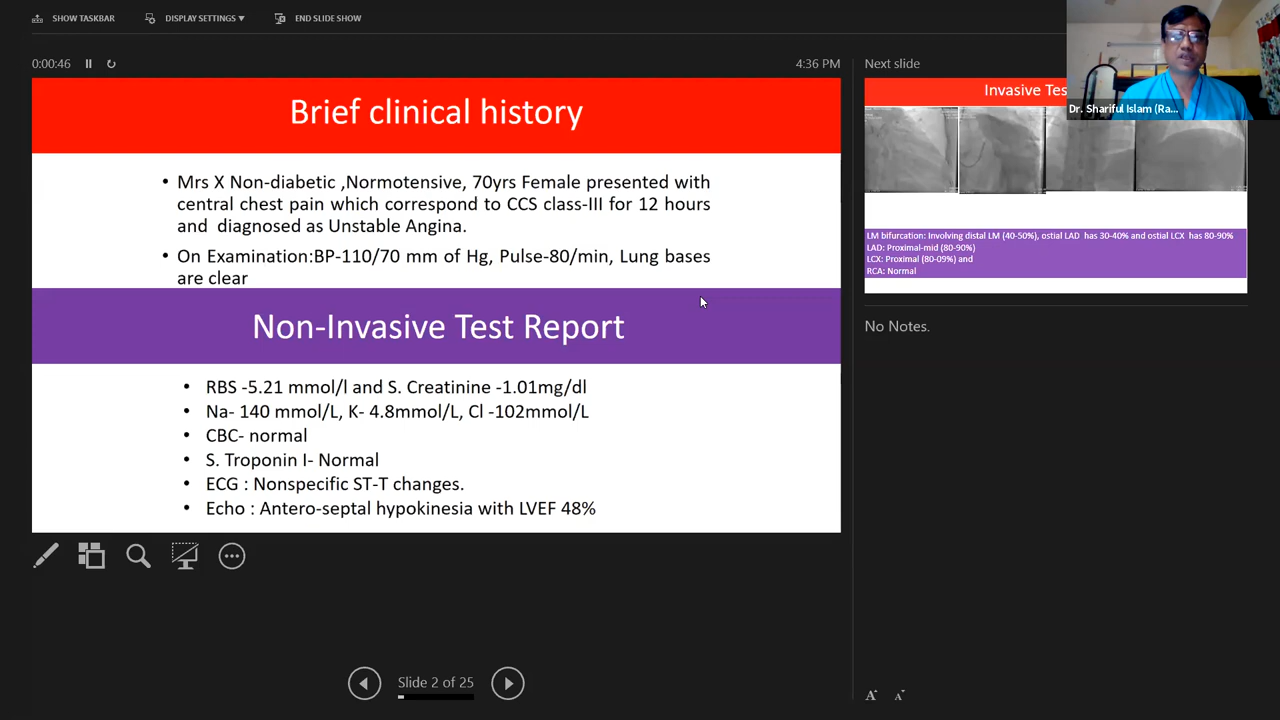 SHOW TASKBAR
DISPLAY SETTINGS ▼
END SLIDE SHOW
0:00:46
4:36 PM
Brief clinical history
• Mrs X Non-diabetic ,Normotensive, 70yrs Female presented with
central chest pain which correspond to CCS class-III for 12 hours
and diagnosed as Unstable Angina.
• On Examination:BP-110/70 mm of Hg, Pulse-80/min, Lung bases
are clear
Non-Invasive Test Report
• RBS -5.21 mmol/l and S. Creatinine -1.01mg/dl
• Na- 140 mmol/L, K- 4.8mmol/L, Cl -102mmol/L
• CBC- normal
• S. Troponin I- Normal
• ECG : Nonspecific ST-T changes.
• Echo : Antero-septal hypokinesia with LVEF 48%
Slide 2 of 25
Next slide
Invasive Tes
Dr. Shariful Islam (Ra...
LM bifurcation: Involving distal LM (40-50%), ostial LAD has 30-40% and ostial LCX has 80-90%
LAD: Proximal-mid (80-90%)
LCX: Proximal (80-09%) and
RCA: Normal
No Notes.
A A